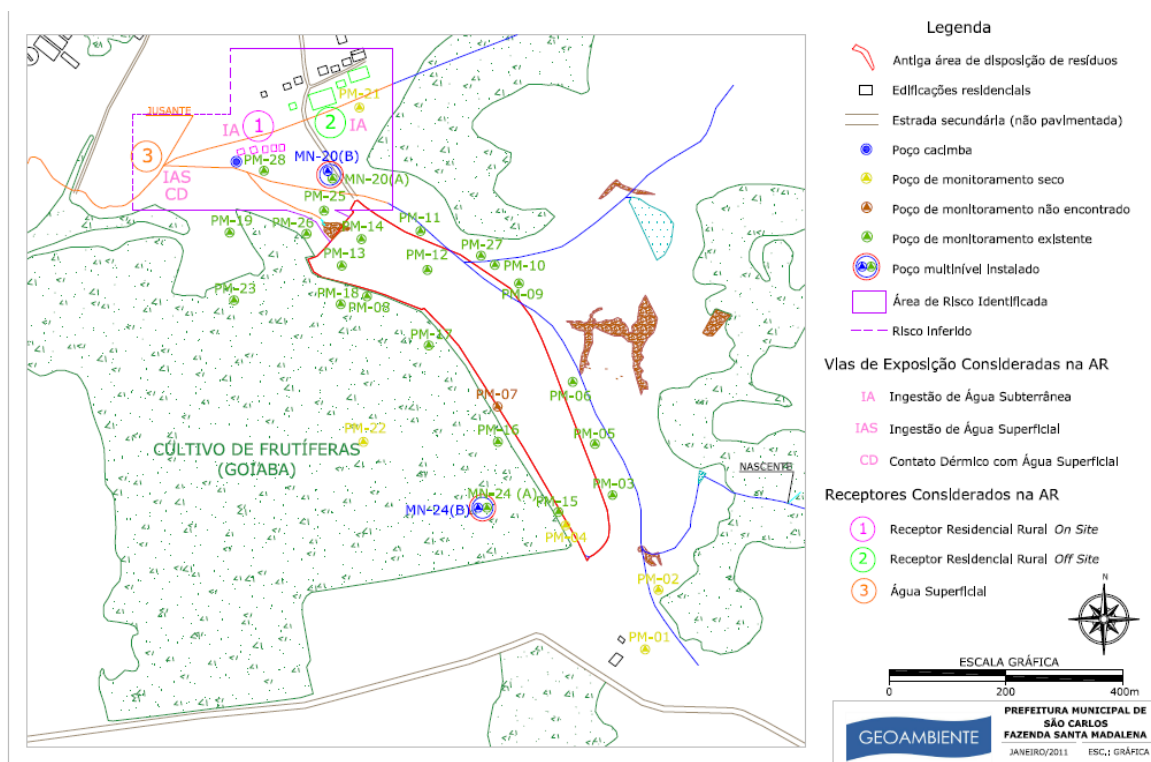 JUSANTE
PM-21
IA
1
2
IA
3
PM-28
MN-20(B)
IAS
CD
MN-20(A)
PM-25
PM-19
PM-26
PM-14
PM-11
PM-27
PM-13
PM-12
PM-10
PM-09
PM-23
PM-18
PM-08
PM-17
PM-07
PM-06
PM-22
PM-16
PM-05
CULTIVO DE FRUTÍFERAS
(GOIABA)
NASCENTE
PM-03
MN-24 (A)
PM-15
MN-24(B)
PM-04
PM-02
PM-01
Legenda
Antiga área de disposição de resíduos
Edificações residenciais
Estrada secundária (não pavimentada)
Poço cacimba
Poço de monitoramento seco
Poço de monitoramento não encontrado
Poço de monitoramento existente
Poço multinível instalado
Área de Risco Identificada
Risco inferido
Vias de Exposição Consideradas na AR
IA Ingestão de Água Subterrânea
IAS Ingestão de Água Superficial
CD Contato Dérmico com Água Superficial
Receptores Considerados na AR
1 Receptor Residencial Rural On Site
2 Receptor Residencial Rural Off Site
3 Água Superficial
N
ESCALA GRÁFICA
0 200 400m
GEOAMBIENTE
PREFEITURA MUNICIPAL DE
SÃO CARLOS
FAZENDA SANTA MADALENA
JANEIRO/2011 ESC.: GRÁFICA